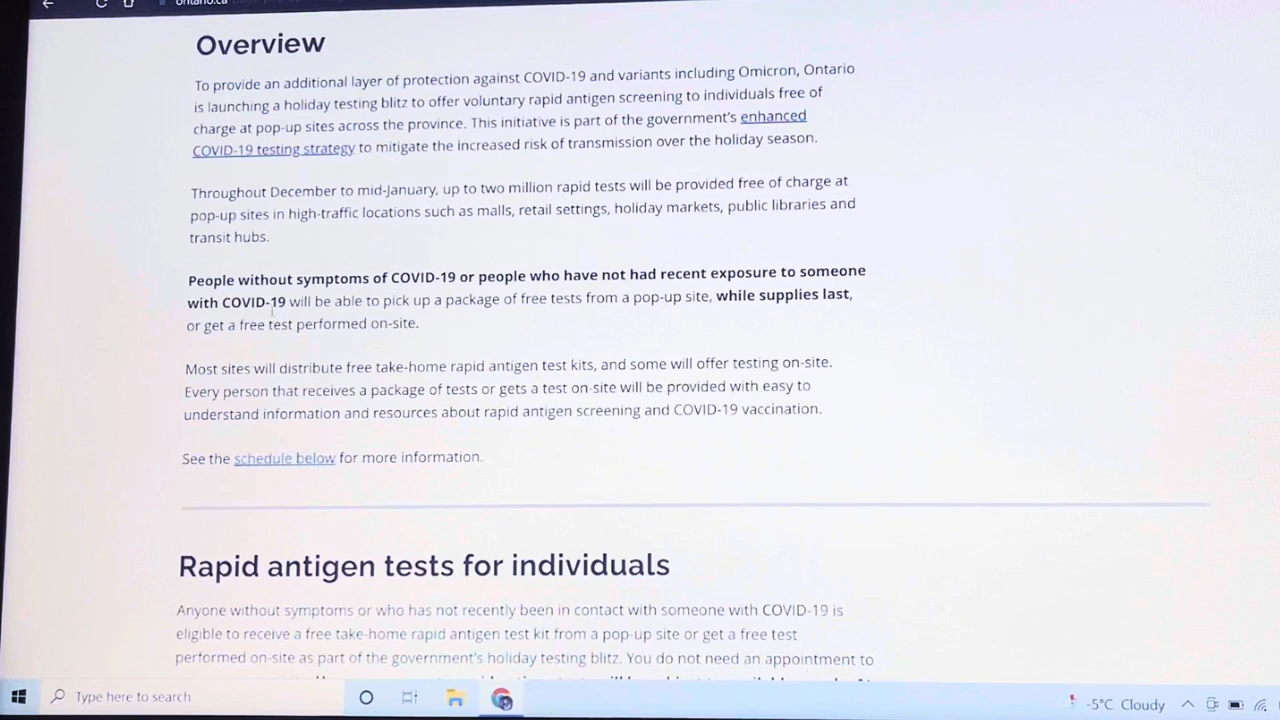 Overview
To provide an additional layer of protection against COVID-19 and variants including Omicron, Ontario
is launching a holiday testing blitz to offer voluntary rapid antigen screening to individuals free of
charge at pop-up sites across the province. This initiative is part of the government's enhanced
COVID-19 testing strategy to mitigate the increased risk of transmission over the holiday season.
Throughout December to mid-January, up to two million rapid tests will be provided free of charge at
pop-up sites in high-traffic locations such as malls, retail settings, holiday markets, public libraries and
transit hubs.
People without symptoms of COVID-19 or people who have not had recent exposure to someone
with COVID-19 will be able to pick up a package of free tests from a pop-up site, while supplies last,
or get a free test performed on-site.
Most sites will distribute free take-home rapid antigen test kits, and some will offer testing on-site.
Every person that receives a package of tests or gets a test on-site will be provided with easy to
understand information and resources about rapid antigen screening and COVID-19 vaccination.
See the schedule below for more information.
Rapid antigen tests for individuals
Anyone without symptoms or who has not recently been in contact with someone with COVID-19 is
eligible to receive a free take-home rapid antigen test kit from a pop-up site or get a free test
performed on-site as part of the government's holiday testing blitz. You do not need an appointment to
Type here to search
-5°C Cloudy